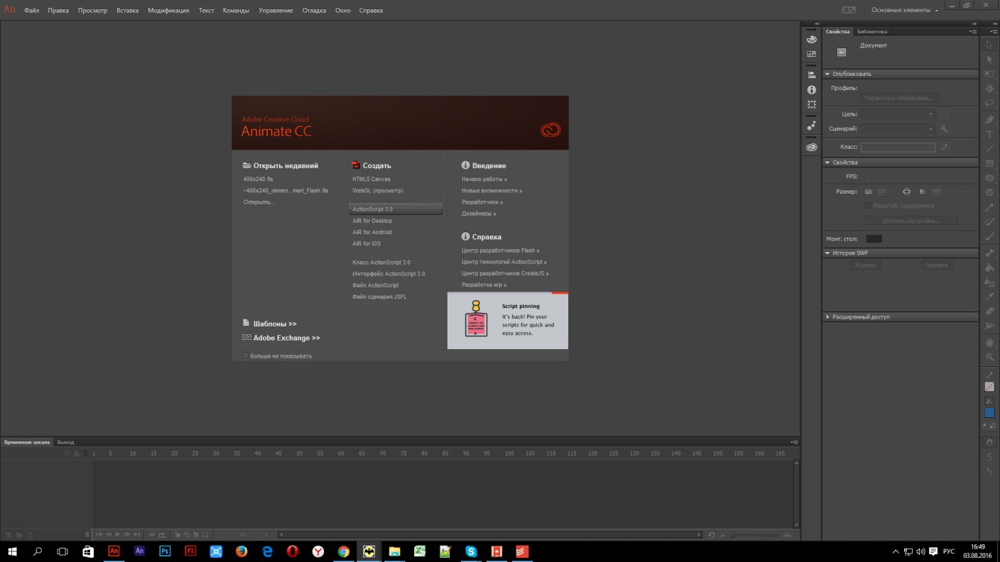 An Файл Правка Просмотр Вставка Модификация Текст Команды Управление Отладка Окно Справка Основные элементы
Свойства Библиотека
Документ
An
Опубликовать
Профиль:
Параметры публикации...
Цель:
Сценарий:
Класс:
Свойства
FPS: -
Размер: Ш: 550 В: 400
Масштаб. содержимое
Дополн. настройки...
Монт. стол:
История SWF
Журнал Удалить
Расширенный доступ
Adobe Creative Cloud
Animate CC
Открыть недавний
400x240.fla
~400x240_obmen...mart_Flash.fla
Открыть...
Шаблоны >>
Adobe Exchange >>
Больше не показывать
Создать
HTML5 Canvas
WebGL (просмотр)
ActionScript 3.0
AIR for Desktop
AIR for Android
AIR for iOS
Класс ActionScript 3.0
Интерфейс ActionScript 3.0
Файл ActionScript
Файл сценария JSFL
Введение
Начало работы »
Новые возможности »
Разработчики »
Дизайнеры »
Справка
Центр разработчиков Flash »
Центр технологий ActionScript »
Центр разработчиков CreateJS »
Разработка игр »
Script pinning
It's back! Pin your
scripts for quick and
easy access.
Временная шкала Вывод
1 5 10 15 20 25 30 35 40 45 50 55 60 65 70 75 80 85 90 95 100 105 110 115 120 125 130 135 140 145 150 155 160 165
An An Ps Fl
РУС
16:49
03.08.2016